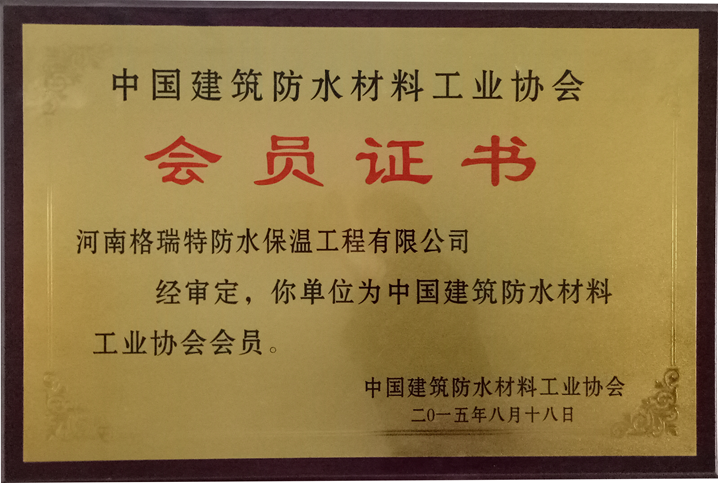 中国建筑防水材料工业协会
会员证书
河南格瑞特防水保温工程有限公司
经审定，你单位为中国建筑防水材料
工业协会会员。
中国建筑防水材料工业协会
二〇一五年八月十八日